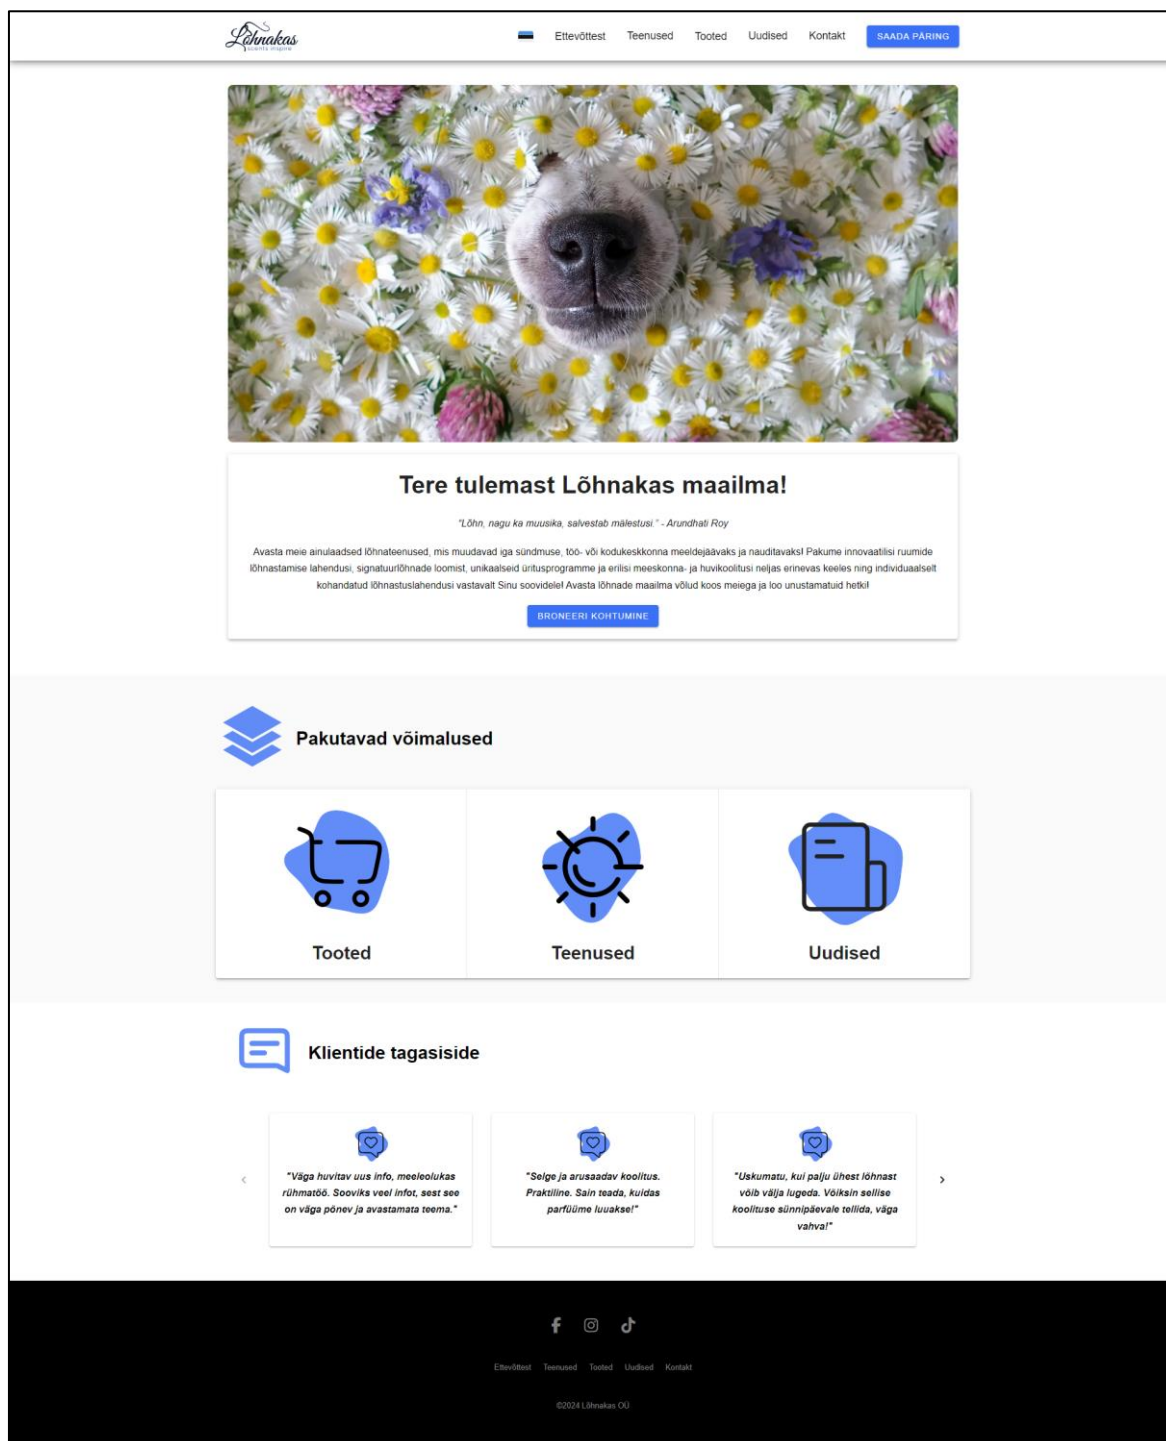 Lõhnakas
scents inspire
Ettevõttest Teenused Tooted Uudised Kontakt SAADA PÄRING
Tere tulemast Lõhnakas maailma!
"Lõhn, nagu ka muusika, salvestab mälestusi." - Arundhati Roy
Avasta meie ainulaadsed lõhnateenused, mis muudavad iga sündmuse, töö- või kodukeskkonna meeldejäävaks ja nauditavaks! Pakume innovaatilisi ruumide
lõhnastamise lahendusi, signatuurlõhnade loomist, unikaalseid üritusprogramme ja erilisi meeskonna- ja huvikoolitusi neljas erinevas keeles ning individuaalselt
kohandatud lõhnastuslahendusi vastavalt Sinu soovidele! Avasta lõhnade maailma võlud koos meiega ja loo unustamatuid hetki!
BRONEERI KOHTUMINE
Pakutavad võimalused
Tooted Teenused Uudised
Klientide tagasiside
"Väga huvitav uus info, meeleolukas
rühmatöö. Sooviks veel infot, sest see
on väga põnev ja avastamata teema."
"Selge ja arusaadav koolitus.
Praktiline. Sain teada, kuidas
parfüüme luuakse!"
"Uskumatu, kui palju ühest lõhnast
võib välja lugeda. Võiksin sellise
koolituse sünnipäevale tellida, väga
vahva!"
Ettevõttest Teenused Tooted Uudised Kontakt
©2024 Lõhnakas OÜ